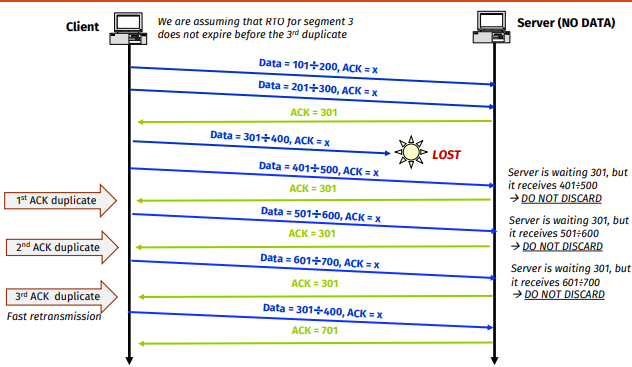 Client
We are assuming that RTO for segment 3
does not expire before the 3rd duplicate
Server (NO DATA)
Data = 101÷200, ACK = x
Data = 201÷300, ACK = x
ACK = 301
Data = 301÷400, ACK = x
LOST
Data = 401÷500, ACK = x
ACK = 301
Server is waiting 301, but
it receives 401÷500
→ DO NOT DISCARD
1st ACK duplicate
Data = 501÷600, ACK = x
ACK = 301
Server is waiting 301, but
it receives 501÷600
→ DO NOT DISCARD
2nd ACK duplicate
Data = 601÷700, ACK = x
ACK = 301
Server is waiting 301, but
it receives 601÷700
→ DO NOT DISCARD
3rd ACK duplicate
Fast retransmission
Data = 301÷400, ACK = x
ACK = 701